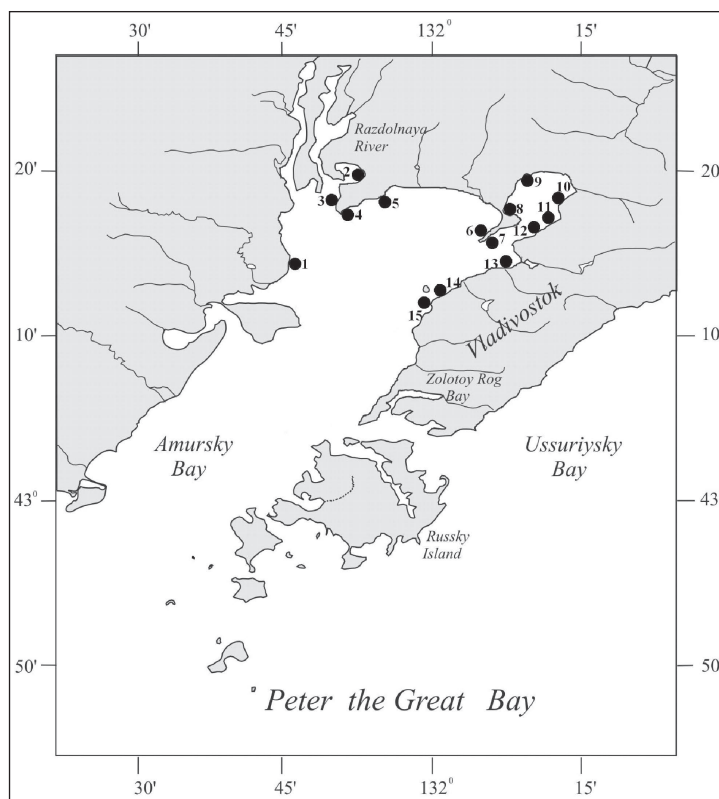 30' 45' 132° 15'
Razdolnaya
River
20' 20'
2
9
10
3
4
5
8
11
6
12
7
1
13
14
15
Vladivostok
10' 10'
Zolotoy Rog
Bay
Amursky
Bay
Ussuriysky
Bay
43° 43°
Russky
Island
50' 50'
Peter the Great Bay
30' 45' 132° 15'